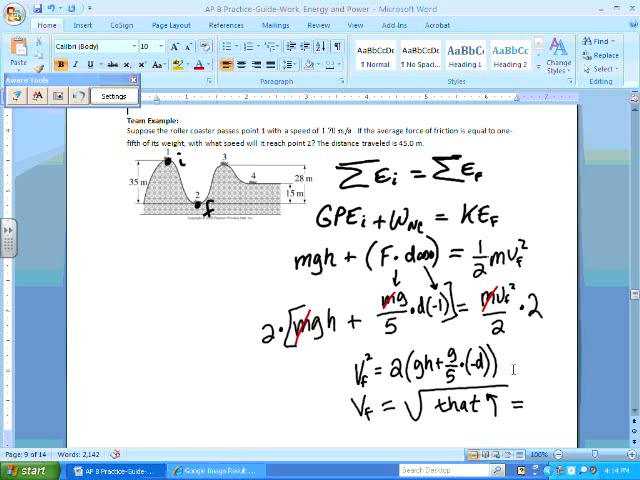 AP B Practice-Guide-Work, Energy and Power - Microsoft Word
Home Insert CoSign Page Layout References Mailings Review View Add-Ins Acrobat
Paste
Calibri (Body) 10
AaBbCcDc AaBbCcDc AaBbC AaBbCc
¶ Normal ¶ No Spaci... Heading 1 Heading 2
Change Styles
Find
Replace
Select
Paragraph Styles Editing
Aware Tools
Settings
Team Example:
Suppose the roller coaster passes point 1 with a speed of 1.70 m/s. If the average force of friction is equal to one-
fifth of its weight, with what speed will it reach point 2? The distance traveled is 45.0 m.
1 i
3
4
35 m
28 m
15 m
2
f
Σ Ei = Σ Ef
GPEi + WNC = KEf
mgh + (F · d) = 1/2 mvf²
2 · [mgh + mg/5 · d(-1)] = mvf²/2 · 2
Vf² = 2(gh + g/5 · (-d))
Vf = √that ↰ =
Page: 9 of 14 Words: 2,142 100%
start AP B Practice-Guide-... Google Image Result ... Search Desktop 4:14 PM